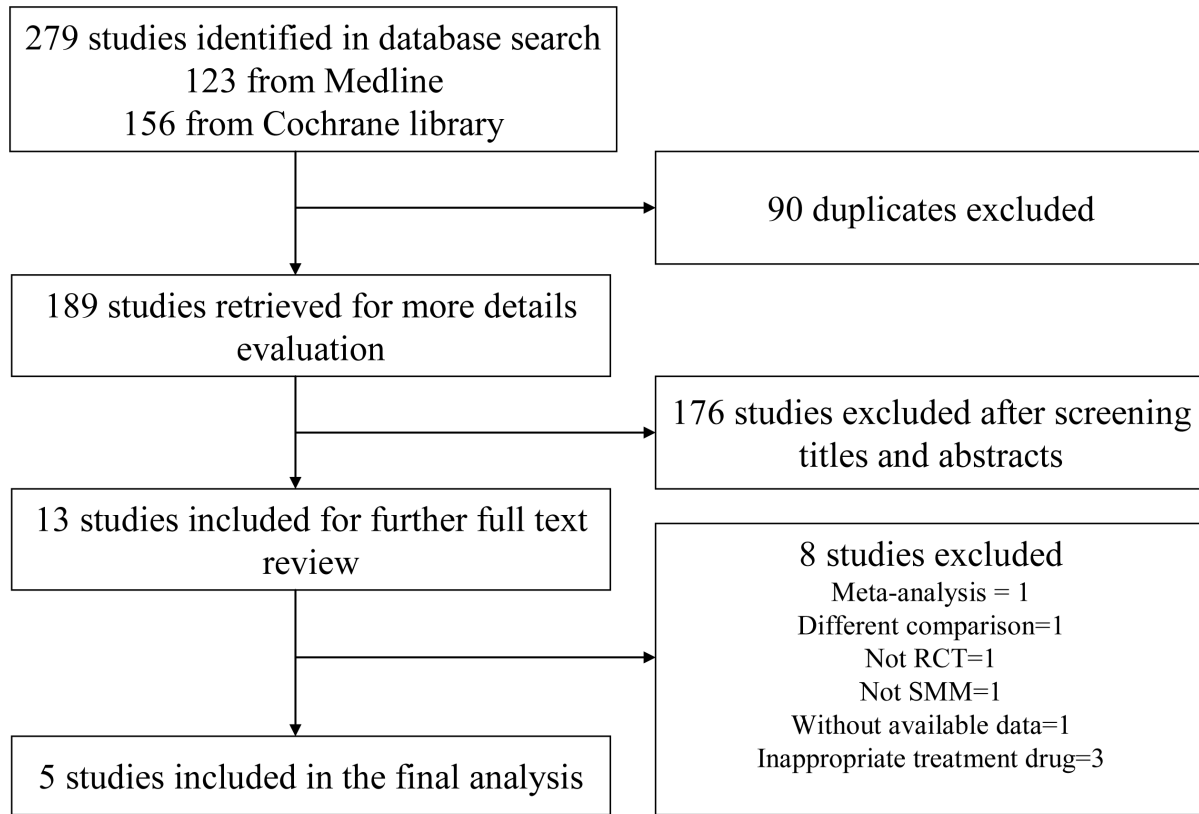 279 studies identified in database search
123 from Medline
156 from Cochrane library
90 duplicates excluded
189 studies retrieved for more details
evaluation
176 studies excluded after screening
titles and abstracts
13 studies included for further full text
review
8 studies excluded
Meta-analysis = 1
Different comparison=1
Not RCT=1
Not SMM=1
Without available data=1
Inappropriate treatment drug=3
5 studies included in the final analysis